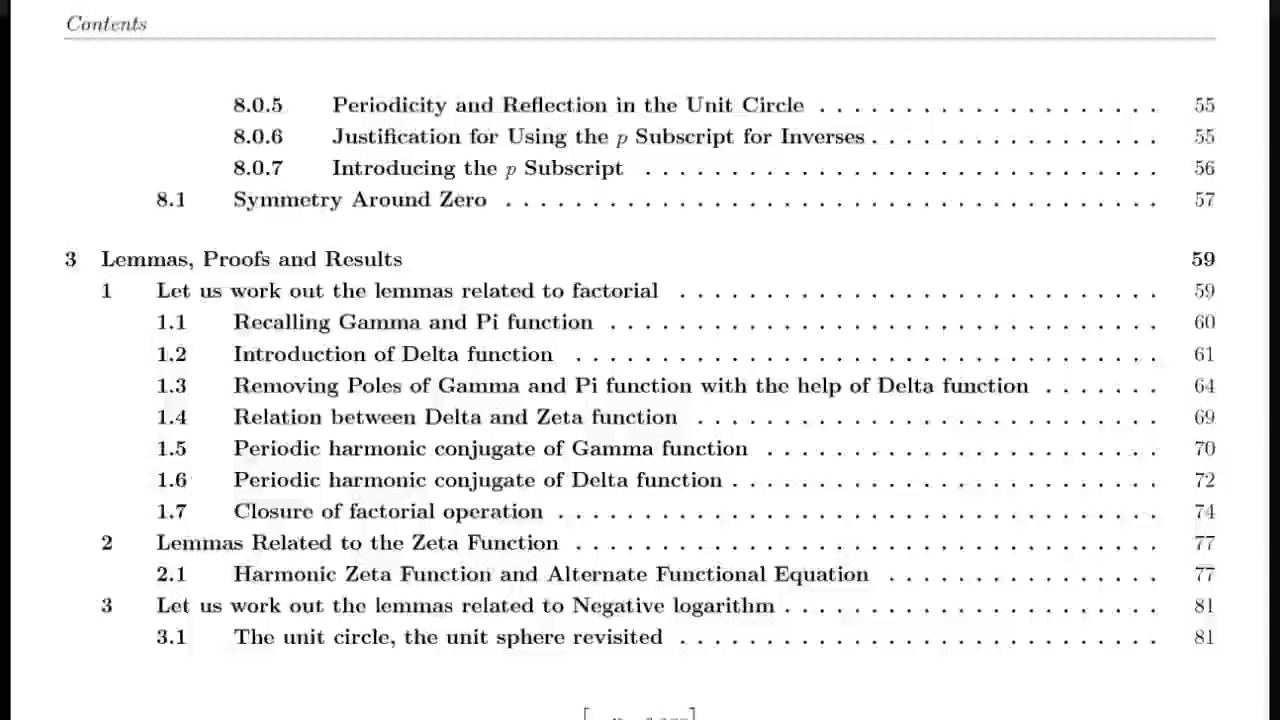 Contents
8.0.5 Periodicity and Reflection in the Unit Circle . . . . . . . . . . . . . . . . . . . . 55
8.0.6 Justification for Using the p Subscript for Inverses . . . . . . . . . . . . . . . . . 55
8.0.7 Introducing the p Subscript . . . . . . . . . . . . . . . . . . . . . . . . . . . . . . 56
8.1 Symmetry Around Zero . . . . . . . . . . . . . . . . . . . . . . . . . . . . . . . . . . . . . . 57
3 Lemmas, Proofs and Results 59
1 Let us work out the lemmas related to factorial . . . . . . . . . . . . . . . . . . . . . . . . . . . . 59
1.1 Recalling Gamma and Pi function . . . . . . . . . . . . . . . . . . . . . . . . . . . . . . . . 60
1.2 Introduction of Delta function . . . . . . . . . . . . . . . . . . . . . . . . . . . . . . . . . . 61
1.3 Removing Poles of Gamma and Pi function with the help of Delta function . . . . . . . 64
1.4 Relation between Delta and Zeta function . . . . . . . . . . . . . . . . . . . . . . . . . . . 69
1.5 Periodic harmonic conjugate of Gamma function . . . . . . . . . . . . . . . . . . . . . . . 70
1.6 Periodic harmonic conjugate of Delta function . . . . . . . . . . . . . . . . . . . . . . . . . 72
1.7 Closure of factorial operation . . . . . . . . . . . . . . . . . . . . . . . . . . . . . . . . . . . 74
2 Lemmas Related to the Zeta Function . . . . . . . . . . . . . . . . . . . . . . . . . . . . . . . . . . 77
2.1 Harmonic Zeta Function and Alternate Functional Equation . . . . . . . . . . . . . . . . 77
3 Let us work out the lemmas related to Negative logarithm . . . . . . . . . . . . . . . . . . . . . . 81
3.1 The unit circle, the unit sphere revisited . . . . . . . . . . . . . . . . . . . . . . . . . . . . 81